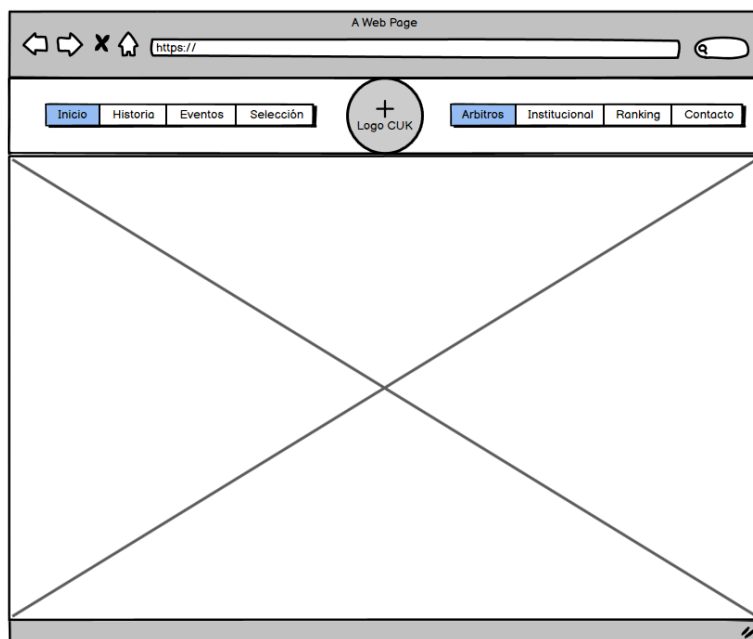 A Web Page
https://
Inicio Historia Eventos Selección
Logo CUK
Arbitros Institucional Ranking Contacto